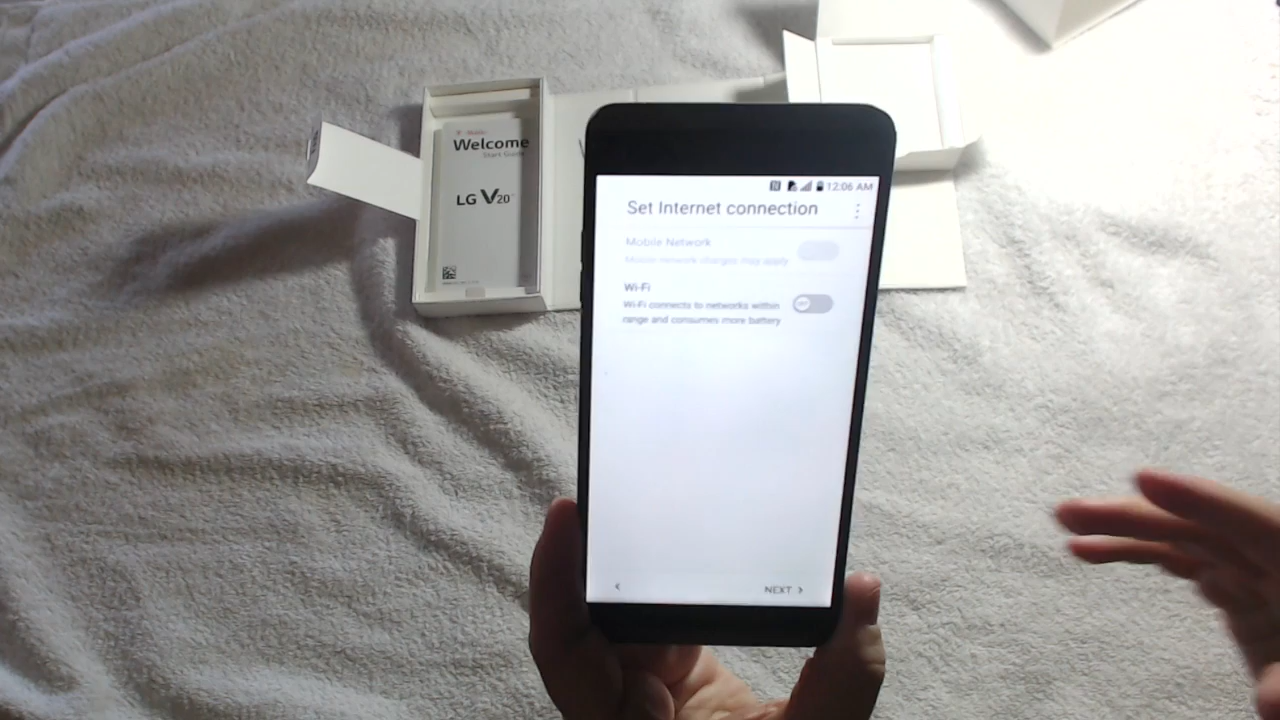 Welcome
Start Guide
LG V20
12:06 AM
Set Internet connection
Mobile Network
Mobile network charges may apply
Wi-Fi
Wi-Fi connects to networks within
range and consumes more battery
OFF
NEXT